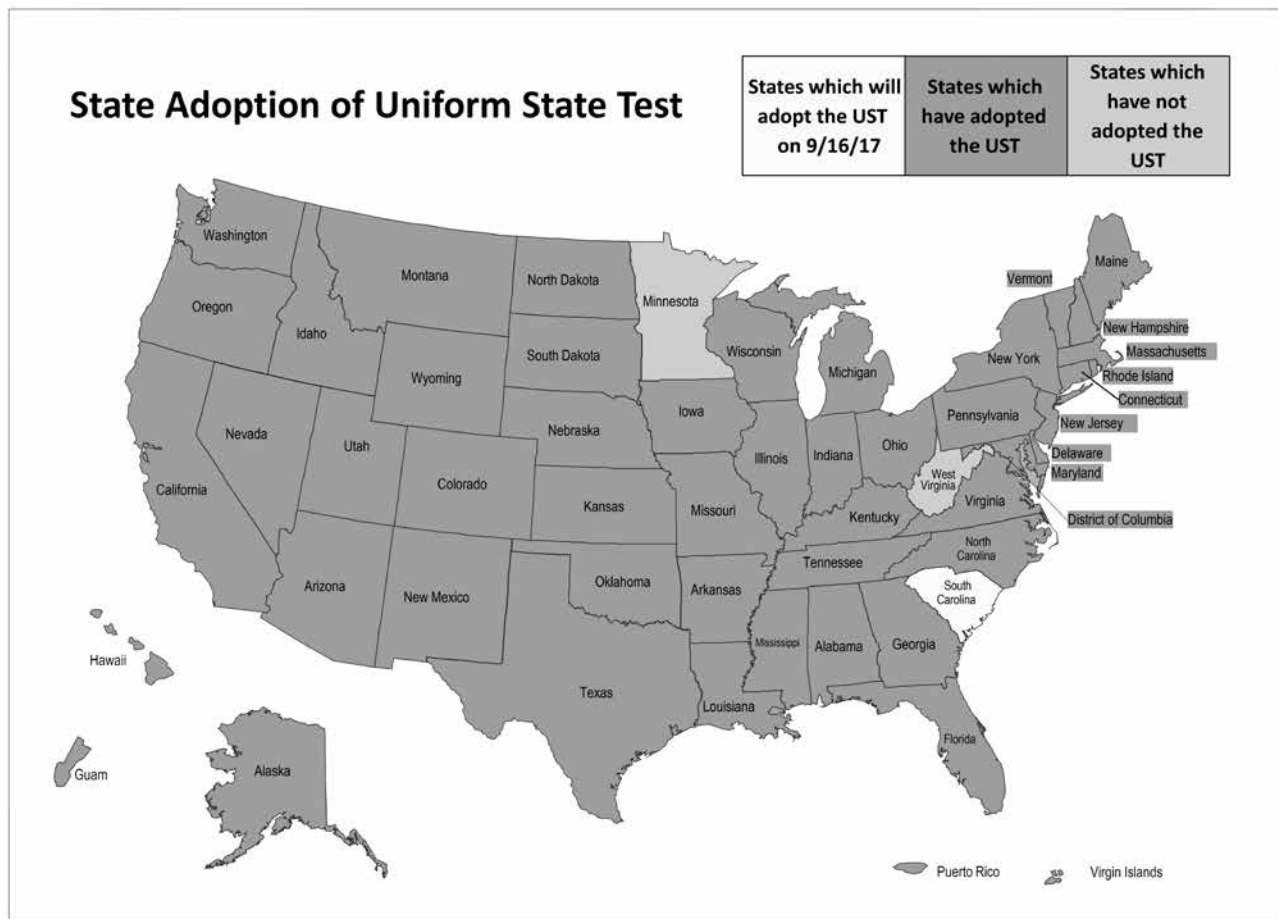 State Adoption of Uniform State Test
States which will
adopt the UST
on 9/16/17
States which
have adopted
the UST
States which
have not
adopted the
UST
Washington
Oregon
California
Idaho
Nevada
Montana
Wyoming
Utah
Arizona
Colorado
New Mexico
North Dakota
South Dakota
Nebraska
Kansas
Oklahoma
Texas
Minnesota
Iowa
Missouri
Arkansas
Louisiana
Wisconsin
Illinois
Michigan
Indiana
Ohio
Kentucky
Tennessee
Mississippi
Alabama
Georgia
Florida
South
Carolina
North
Carolina
Virginia
West
Virginia
Pennsylvania
New York
Vermont
Maine
New Hampshire
Massachusetts
Rhode Island
Connecticut
New Jersey
Delaware
Maryland
District of Columbia
Hawaii
Guam
Alaska
Puerto Rico
Virgin Islands